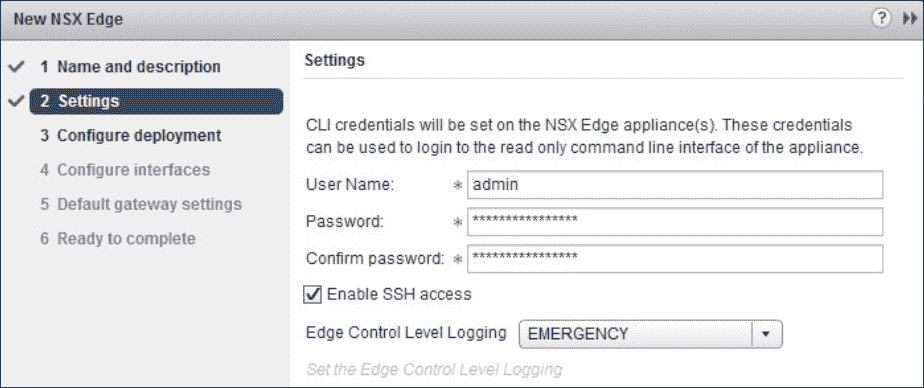 New NSX Edge
?
1 Name and description
2 Settings
3 Configure deployment
4 Configure interfaces
5 Default gateway settings
6 Ready to complete
Settings
CLI credentials will be set on the NSX Edge appliance(s). These credentials
can be used to login to the read only command line interface of the appliance.
User Name: * admin
Password: * ****************
Confirm password: * ****************
Enable SSH access
Edge Control Level Logging EMERGENCY
Set the Edge Control Level Logging